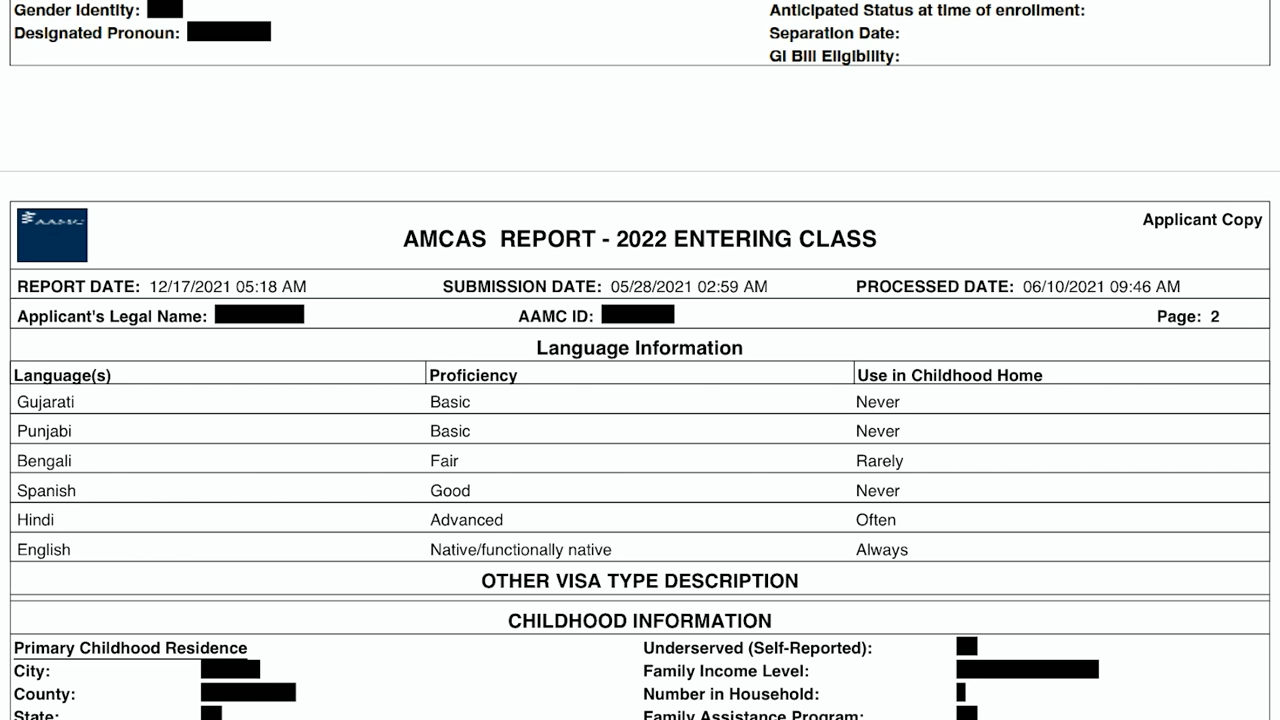 Gender Identity:
Anticipated Status at time of enrollment:
Designated Pronoun:
Separation Date:
GI Bill Eligibility:
AAMC
AMCAS REPORT - 2022 ENTERING CLASS
Applicant Copy
REPORT DATE: 12/17/2021 05:18 AM SUBMISSION DATE: 05/28/2021 02:59 AM PROCESSED DATE: 06/10/2021 09:46 AM
Applicant's Legal Name: AAMC ID: Page: 2
Language Information
Language(s) Proficiency Use in Childhood Home
Gujarati Basic Never
Punjabi Basic Never
Bengali Fair Rarely
Spanish Good Never
Hindi Advanced Often
English Native/functionally native Always
OTHER VISA TYPE DESCRIPTION
CHILDHOOD INFORMATION
Primary Childhood Residence Underserved (Self-Reported):
City: Family Income Level:
County: Number in Household:
State: Family Assistance Program: